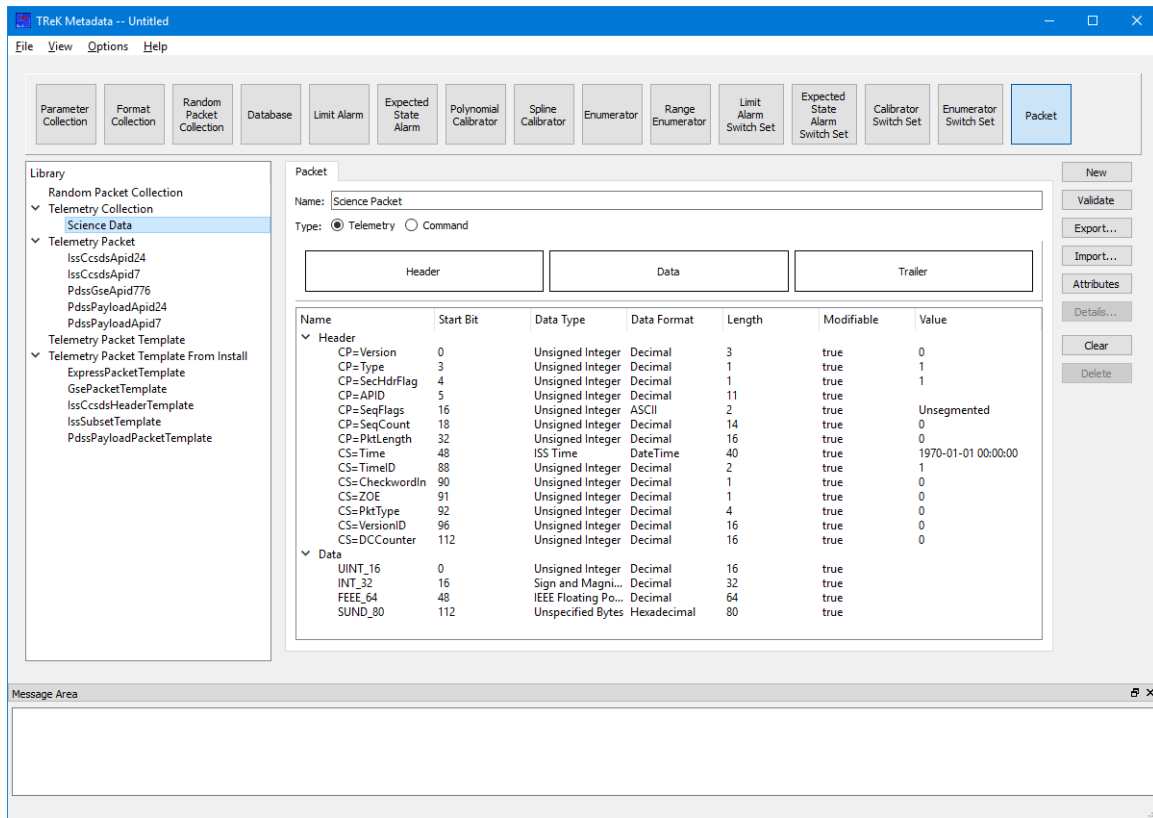 TReK Metadata -- Untitled
File View Options Help
Parameter Collection
Format Collection
Random Packet Collection
Database
Limit Alarm
Expected State Alarm
Polynomial Calibrator
Spline Calibrator
Enumerator
Range Enumerator
Limit Alarm Switch Set
Expected State Alarm Switch Set
Calibrator Switch Set
Enumerator Switch Set
Packet
Library
Random Packet Collection
Telemetry Collection
Science Data
Telemetry Packet
IssCcsdsApid24
IssCcsdsApid7
PdssGseApid776
PdssPayloadApid24
PdssPayloadApid7
Telemetry Packet Template
Telemetry Packet Template From Install
ExpressPacketTemplate
GsePacketTemplate
IssCcsdsHeaderTemplate
IssSubsetTemplate
PdssPayloadPacketTemplate
Packet
Name: Science Packet
Type: Telemetry Command
Header Data Trailer
Name Start Bit Data Type Data Format Length Modifiable Value
Header
CP=Version 0 Unsigned Integer Decimal 3 true 0
CP=Type 3 Unsigned Integer Decimal 1 true 1
CP=SecHdrFlag 4 Unsigned Integer Decimal 1 true 1
CP=APID 5 Unsigned Integer Decimal 11 true
CP=SeqFlags 16 Unsigned Integer ASCII 2 true Unsegmented
CP=SeqCount 18 Unsigned Integer Decimal 14 true 0
CP=PktLength 32 Unsigned Integer Decimal 16 true 0
CS=Time 48 ISS Time DateTime 40 true 1970-01-01 00:00:00
CS=TimeID 88 Unsigned Integer Decimal 2 true 1
CS=CheckwordIn 90 Unsigned Integer Decimal 1 true 0
CS=ZOE 91 Unsigned Integer Decimal 1 true 0
CS=PktType 92 Unsigned Integer Decimal 4 true 0
CS=VersionID 96 Unsigned Integer Decimal 16 true 0
CS=DCCounter 112 Unsigned Integer Decimal 16 true 0
Data
UINT_16 0 Unsigned Integer Decimal 16 true
INT_32 16 Sign and Magni... Decimal 32 true
FEEE_64 48 IEEE Floating Po... Decimal 64 true
SUND_80 112 Unspecified Bytes Hexadecimal 80 true
New
Validate
Export...
Import...
Attributes
Details...
Clear
Delete
Message Area